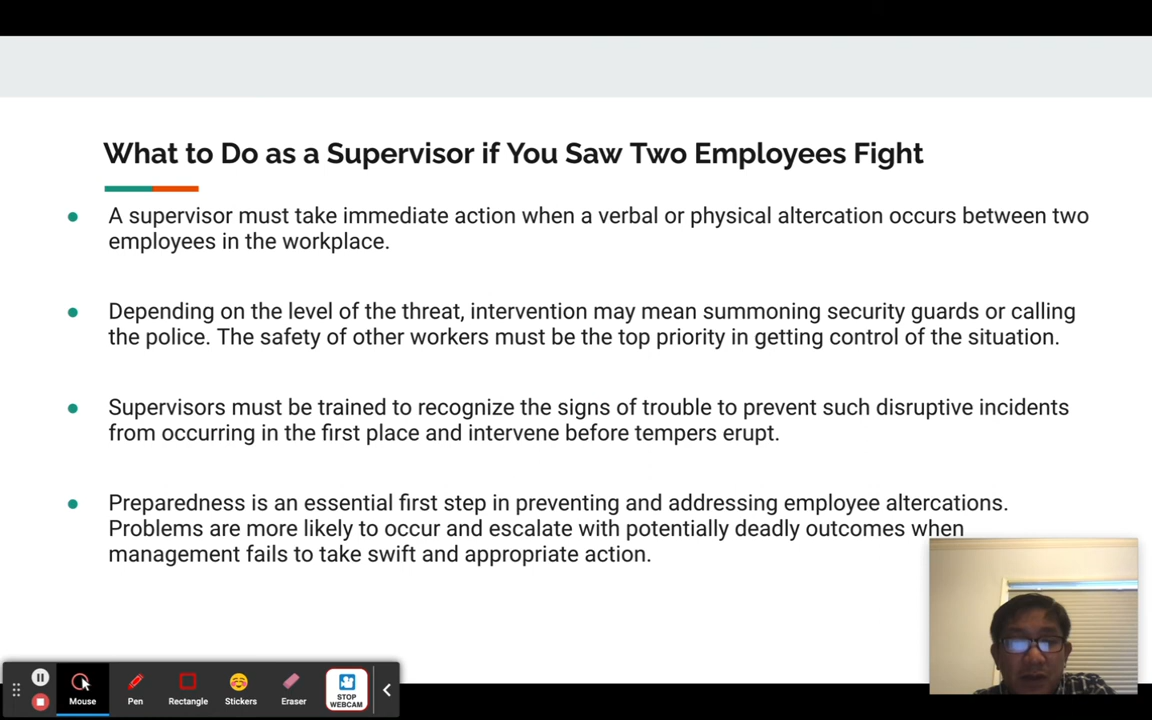 What to Do as a Supervisor if You Saw Two Employees Fight
A supervisor must take immediate action when a verbal or physical altercation occurs between two
employees in the workplace.
Depending on the level of the threat, intervention may mean summoning security guards or calling
the police. The safety of other workers must be the top priority in getting control of the situation.
Supervisors must be trained to recognize the signs of trouble to prevent such disruptive incidents
from occurring in the first place and intervene before tempers erupt.
Preparedness is an essential first step in preventing and addressing employee altercations.
Problems are more likely to occur and escalate with potentially deadly outcomes when
management fails to take swift and appropriate action.
Mouse
Pen
Rectangle
Stickers
Eraser
STOP
WEBCAM